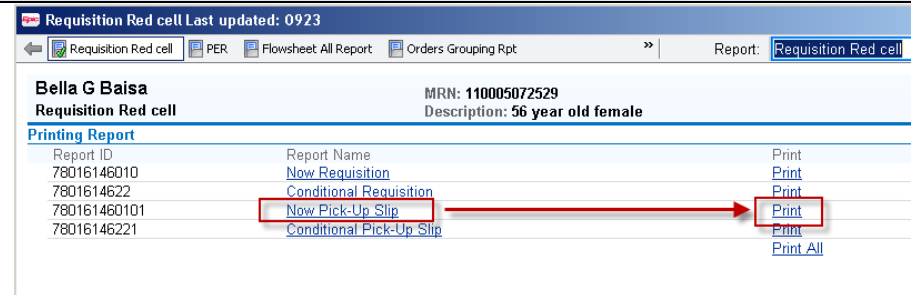 Epic Requisition Red cell Last updated: 0923
Requisition Red cell PER Flowsheet All Report Orders Grouping Rpt » Report: Requisition Red cell
Bella G Baisa MRN: 110005072529
Requisition Red cell Description: 56 year old female
Printing Report
Report ID Report Name Print
78016146010 Now Requisition Print
7801614622 Conditional Requisition Print
780161460101 Now Pick-Up Slip Print
78016146221 Conditional Pick-Up Slip Print
Print All